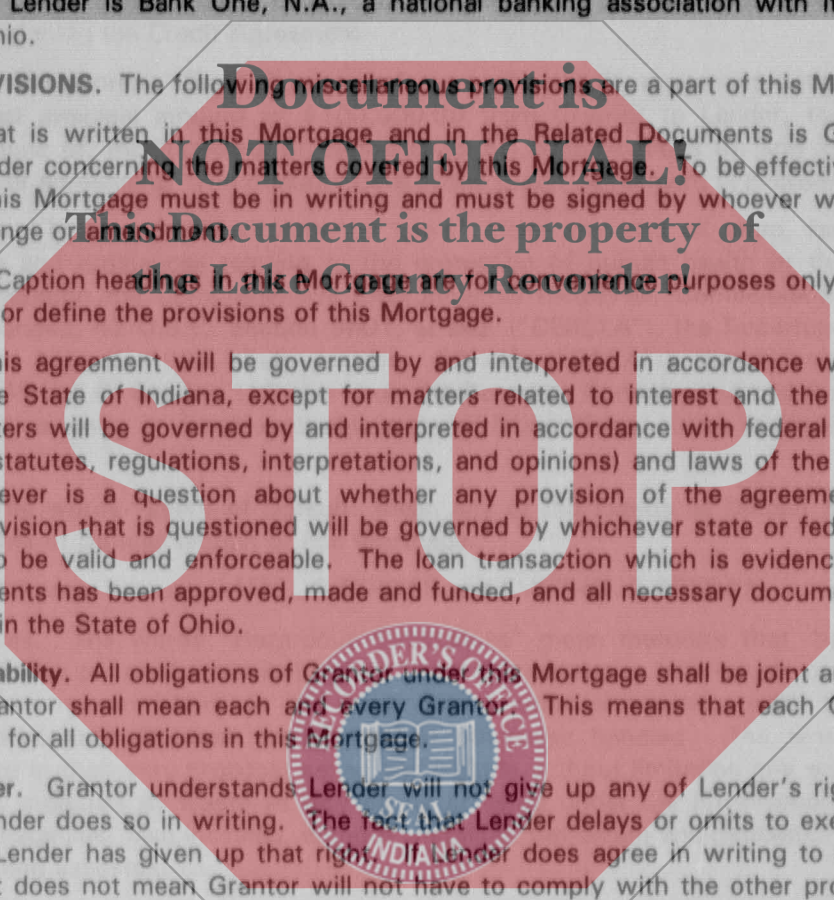 Lender is Bank One, N.A., a national banking association with
hio.
VISIONS. The following miscellaneous provisions are a part of this M
Document is
at is written in this Mortgage and in the Related Documents is
NOT OFFICIAL!
der concerning the matters covered by this Mortgage. To be effecti
is Mortgage must be in writing and must be signed by whoever w
This Document is the property of
nge or amendment.
the Lake County Recorder!
Caption headings in this Mortgage are for convenience purposes only
or define the provisions of this Mortgage.
is agreement will be governed by and interpreted in accordance w
e State of Indiana, except for matters related to interest and the
STOP
ters will be governed by and interpreted in accordance with federal
statutes, regulations, interpretations, and opinions) and laws of the
ever is a question about whether any provision of the agreeme
vision that is questioned will be governed by whichever state or fed
o be valid and enforceable. The loan transaction which is evidenc
ents has been approved, made and funded, and all necessary docum
in the State of Ohio.
RECORDER'S OFFICE
ability. All obligations of Grantor under this Mortgage shall be joint a
antor shall mean each and every Grantor. This means that each
for all obligations in this Mortgage.
er. Grantor understands Lender will not give up any of Lender's rig
SEAL
nder does so in writing. The fact that Lender delays or omits to exe
INDIANA
Lender has given up that right. If Lender does agree in writing to
t does not mean Grantor will not have to comply with the other pro